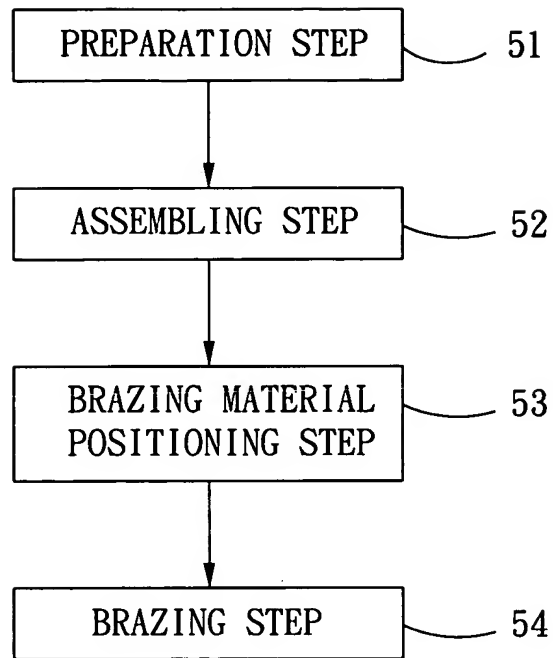 PREPARATION STEP 51
ASSEMBLING STEP 52
BRAZING MATERIAL
POSITIONING STEP 53
BRAZING STEP 54